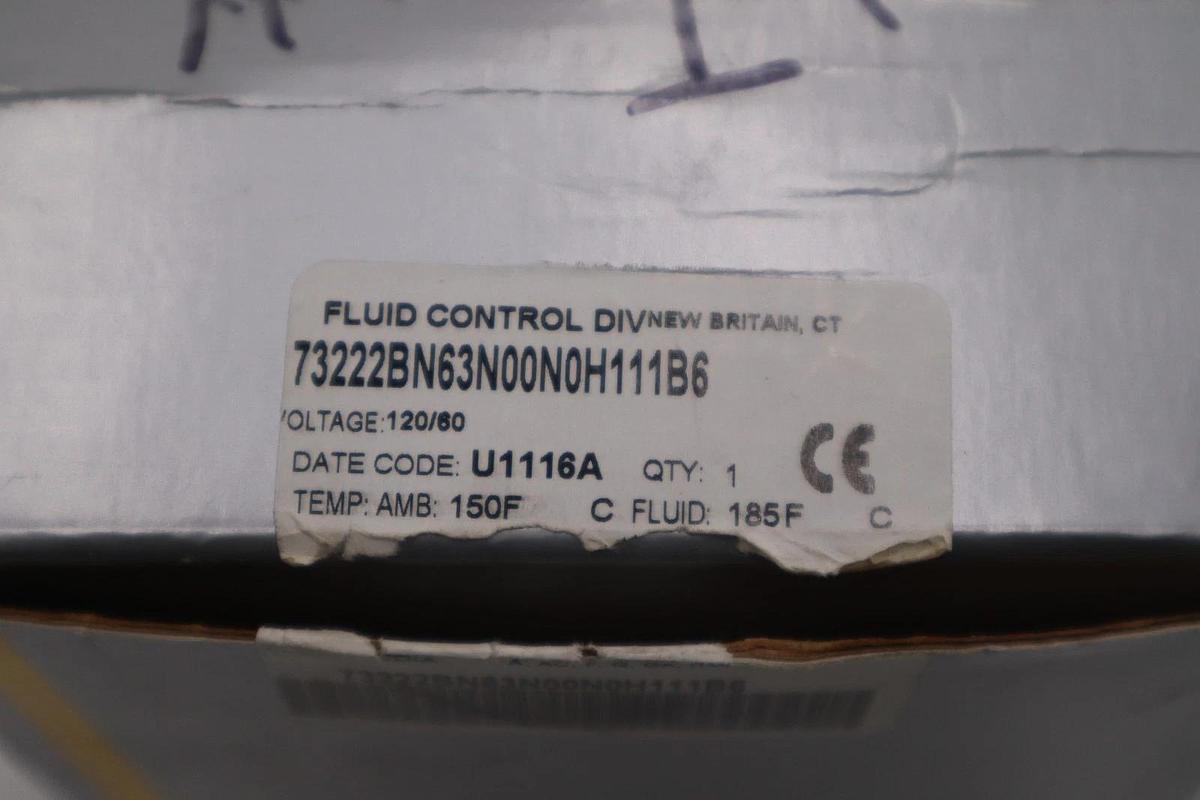 FLUID CONTROL DIV NEW BRITAIN, CT
73222BN63N00N0H111B6
VOLTAGE: 120/60
DATE CODE: U1116A QTY: 1
CE
TEMP: AMB: 150F C FLUID: 185F C
73222BN63N00N0H111B6